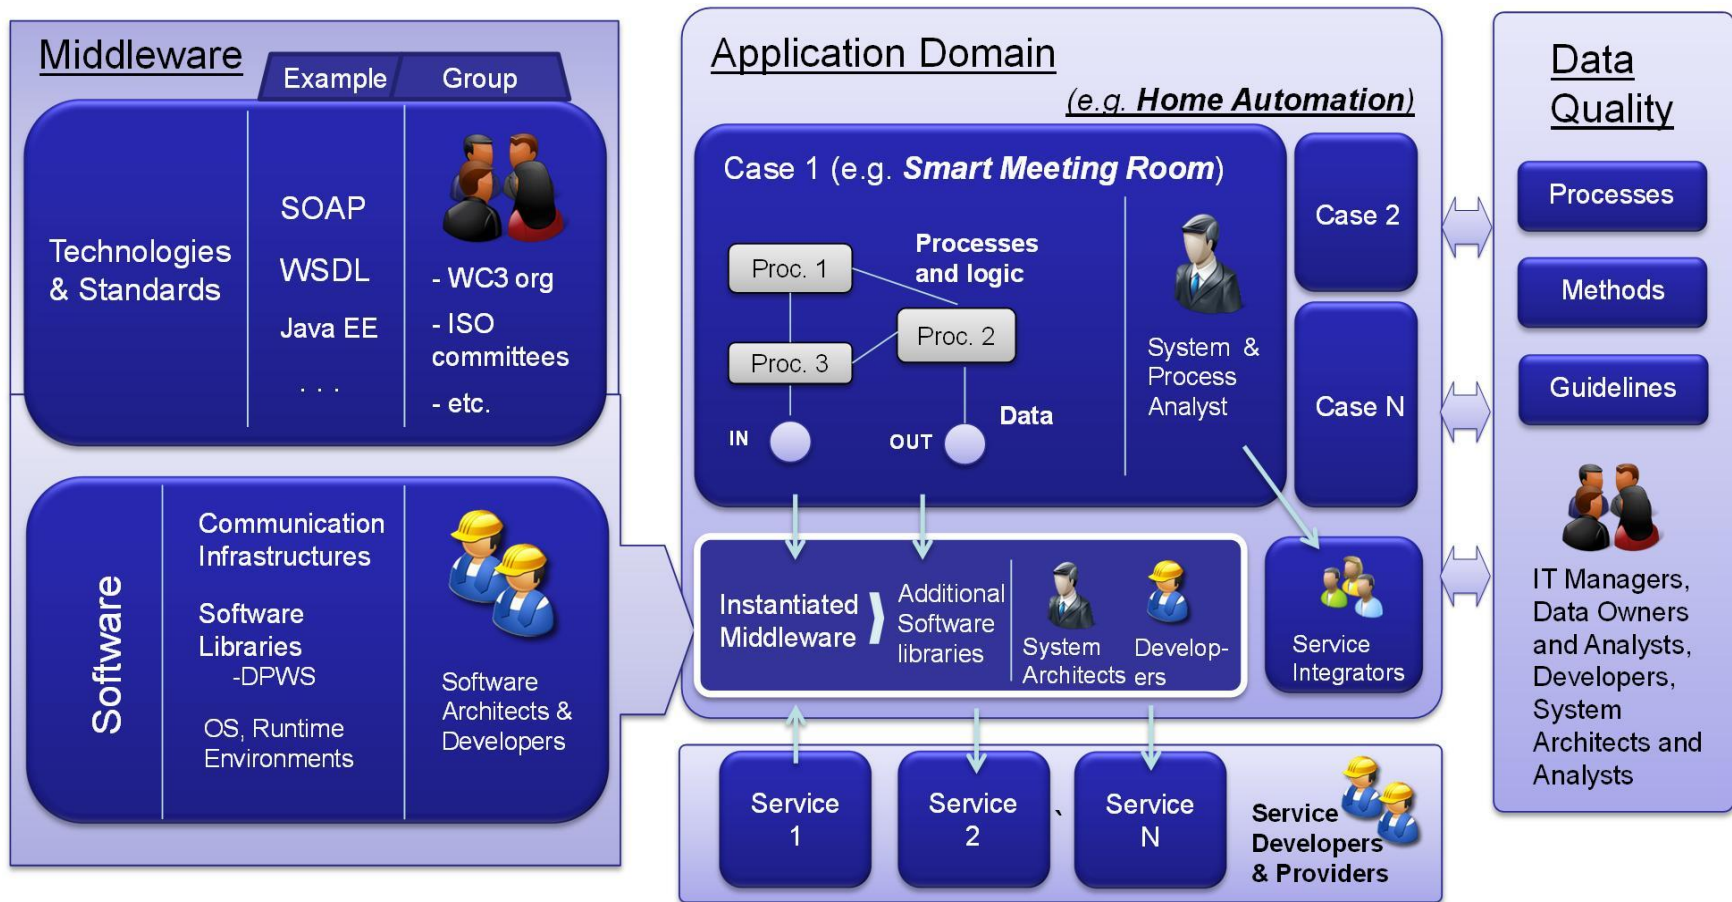 Middleware
Example
Group
Technologies
& Standards
SOAP
WSDL
Java EE
. . .
- WC3 org
- ISO
committees
- etc.
Software
Communication
Infrastructures
Software
Libraries
-DPWS
OS, Runtime
Environments
Software
Architects &
Developers
Application Domain
(e.g. Home Automation)
Case 1 (e.g. Smart Meeting Room)
Proc. 1
Processes
and logic
Proc. 2
Proc. 3
Data
IN
OUT
System &
Process
Analyst
Case 2
Case N
Instantiated
Middleware
Additional
Software
libraries
System
Architects
Develop-
ers
Service
Integrators
Service
1
Service
2
`
Service
N
Service
Developers
& Providers
Data
Quality
Processes
Methods
Guidelines
IT Managers,
Data Owners
and Analysts,
Developers,
System
Architects and
Analysts